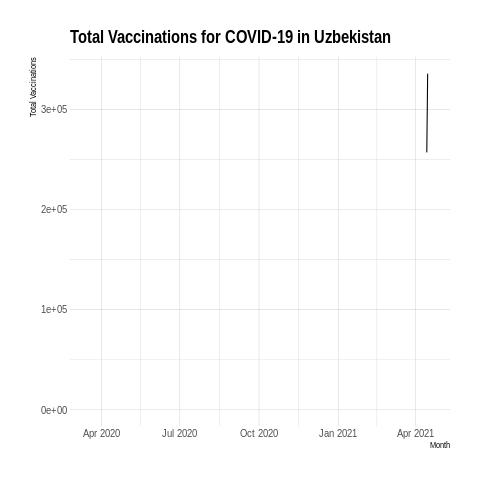 Total Vaccinations for COVID-19 in Uzbekistan
Total Vaccinations
3e+05
2e+05
1e+05
0e+00
Apr 2020
Jul 2020
Oct 2020
Jan 2021
Apr 2021
Month